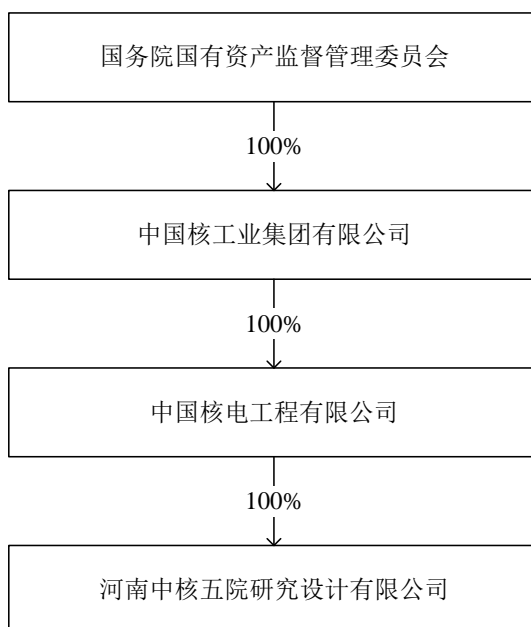 国务院国有资产监督管理委员会
100%
中国核工业集团有限公司
100%
中国核电工程有限公司
100%
河南中核五院研究设计有限公司